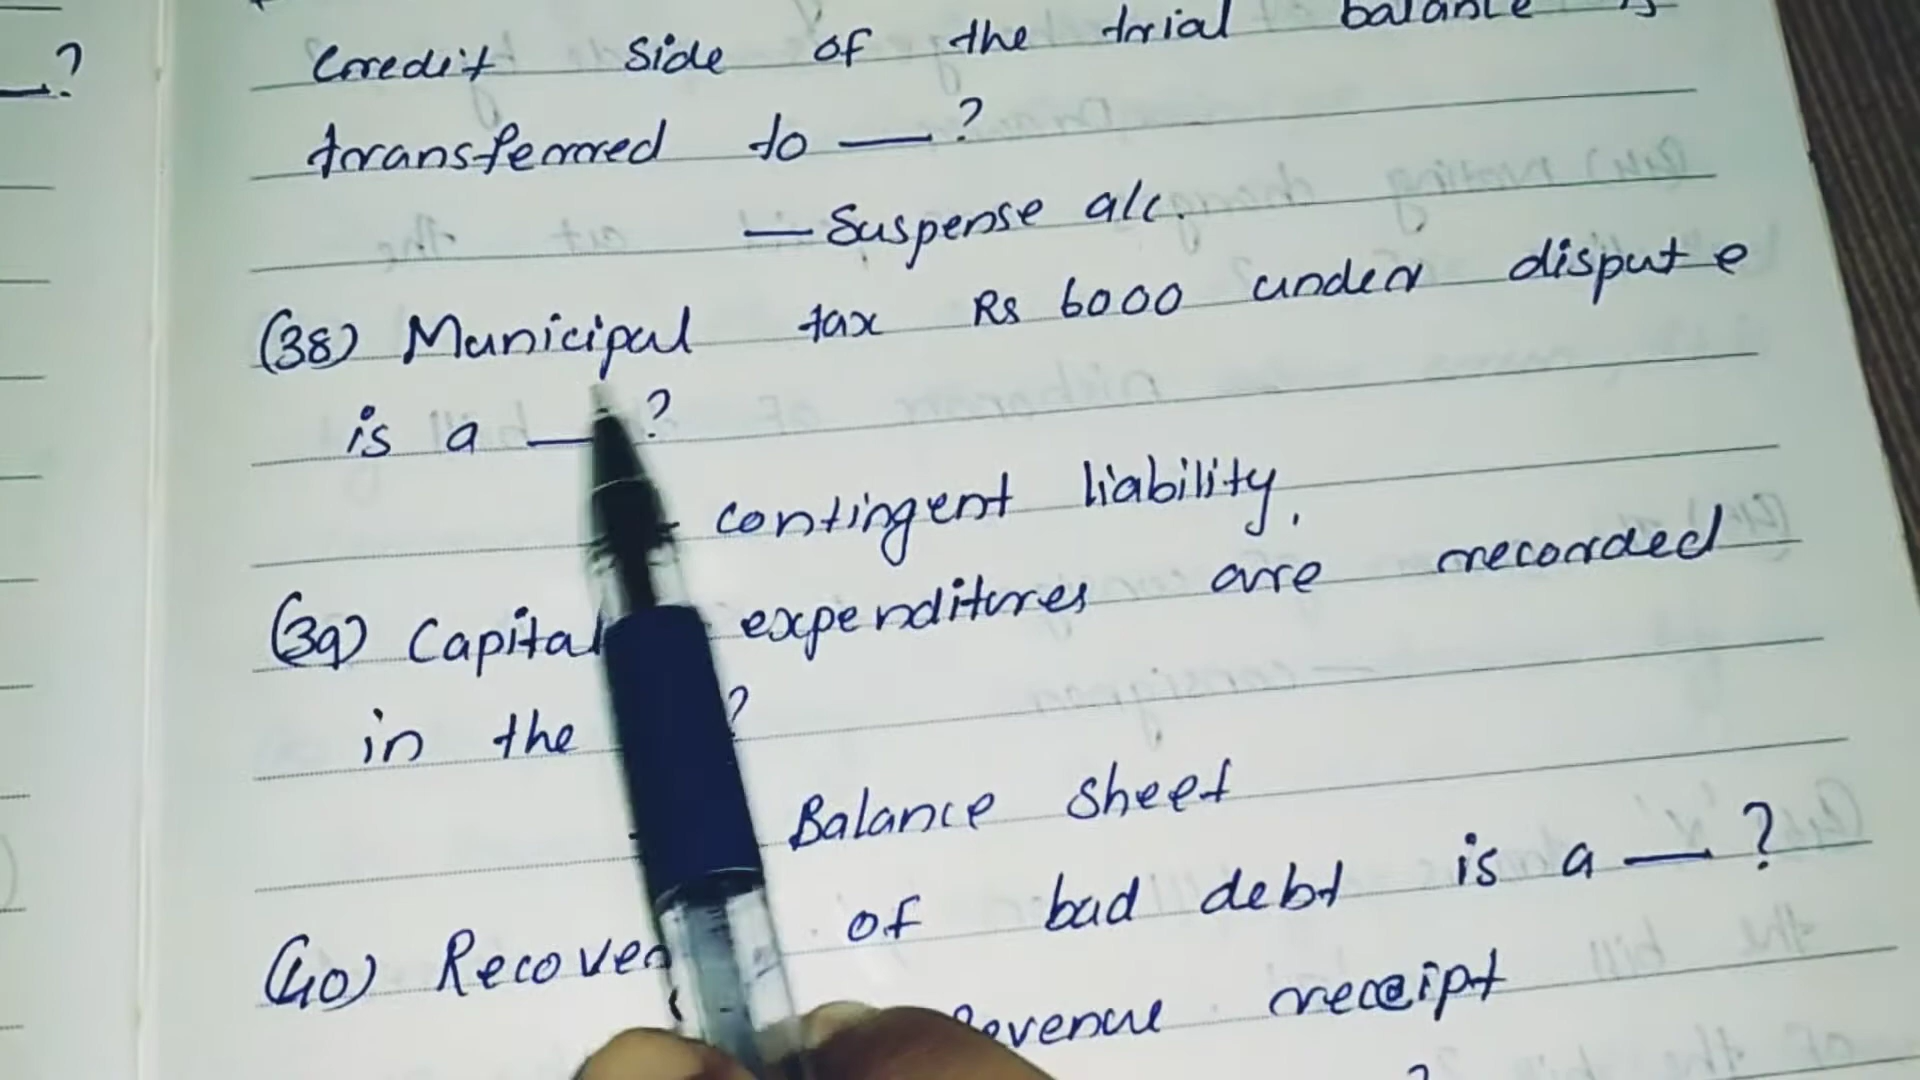 ?
Credit side of the trial balance is
transferred to — ?
— Suspense a/c.
(38) Municipal tax Rs 6000 under dispute
is a — ?
contingent liability.
(39) Capital expenditures are recorded
in the ?
Balance sheet
(40) Recover of bad debt is a — ?
Revenue receipt
?